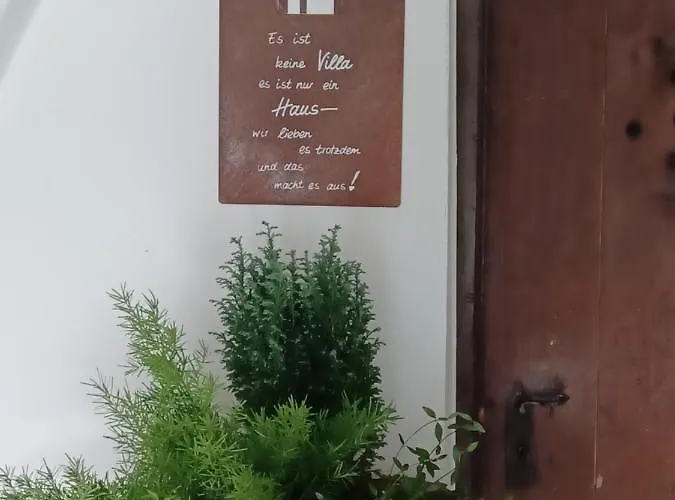 Es ist
keine Villa
es ist nur ein
Haus—
wir lieben
es trotzdem
und das
macht es aus!